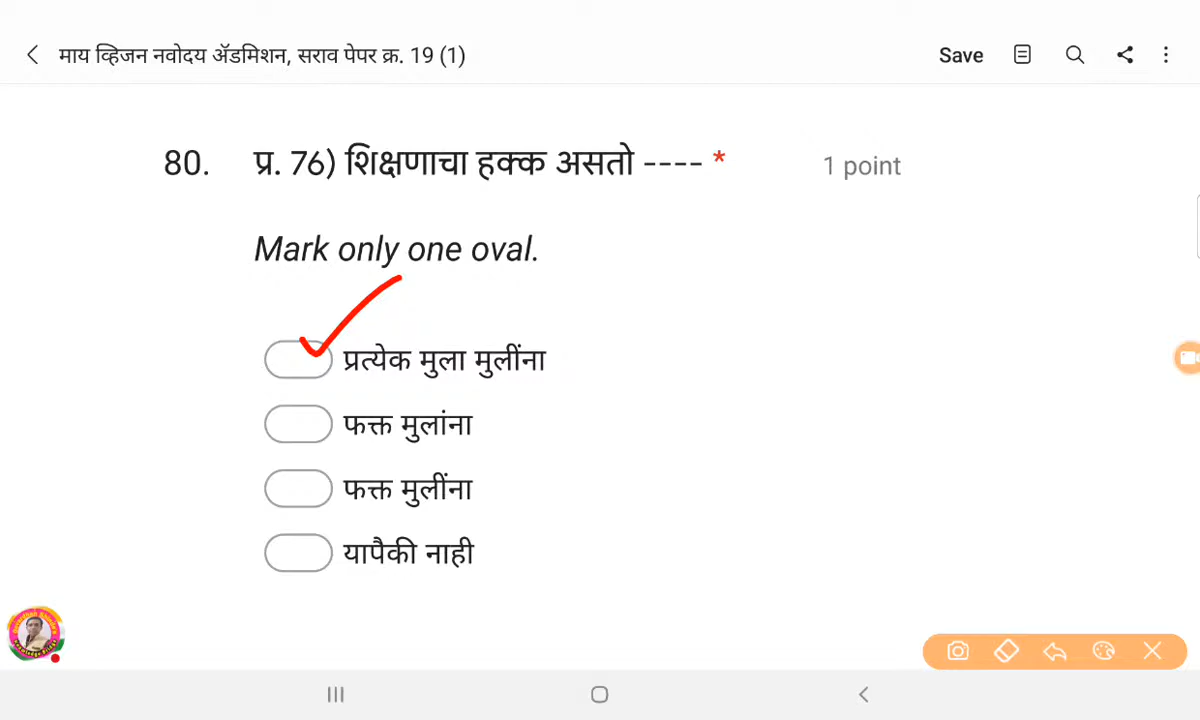 माय व्हिजन नवोदय ॲडमिशन, सराव पेपर क्र. 19 (1)
Save
80. प्र. 76) शिक्षणाचा हक्क असतो ---- * 1 point
Mark only one oval.
प्रत्येक मुला मुलींना
फक्त मुलांना
फक्त मुलींना
यापैकी नाही